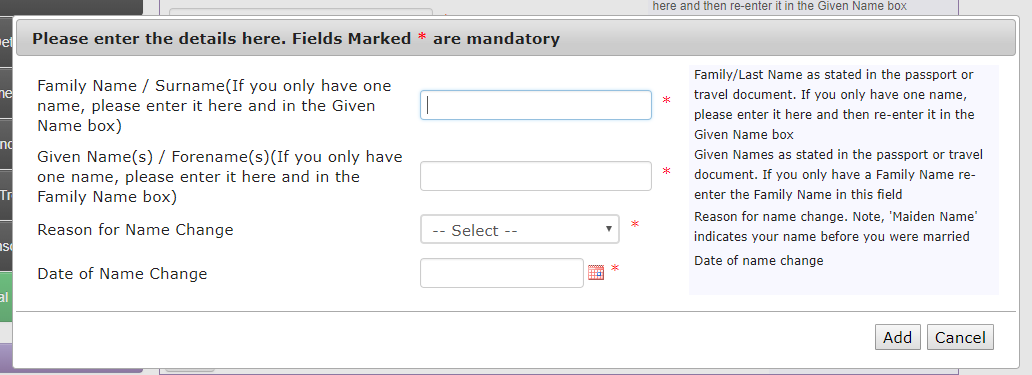 here and then re-enter it in the Given Name box
Please enter the details here. Fields Marked * are mandatory
Family Name / Surname(If you only have one
name, please enter it here and in the Given
Name box)
*
Family/Last Name as stated in the passport or
travel document. If you only have one name,
please enter it here and then re-enter it in the
Given Name box
Given Name(s) / Forename(s)(If you only have
one name, please enter it here and in the
Family Name box)
*
Given Names as stated in the passport or travel
document. If you only have a Family Name re-
enter the Family Name in this field
Reason for Name Change
-- Select --
*
Reason for name change. Note, 'Maiden Name'
indicates your name before you were married
Date of Name Change
*
Date of name change
Add
Cancel